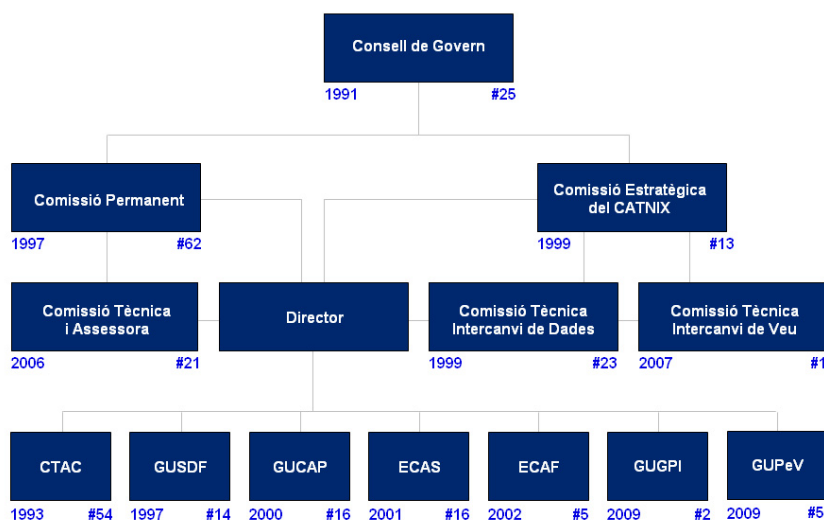 Consell de Govern
1991 #25
Comissió Permanent
Comissió Estratègica
del CATNIX
1997 #62
1999 #13
Comissió Tècnica
i Assessora
Director
Comissió Tècnica
Intercanvi de Dades
Comissió Tècnica
Intercanvi de Veu
2006 #21
1999 #23
2007 #1
CTAC
GUSDF
GUCAP
ECAS
ECAF
GUGPI
GUPeV
1993 #54
1997 #14
2000 #16
2001 #16
2002 #5
2009 #2
2009 #5